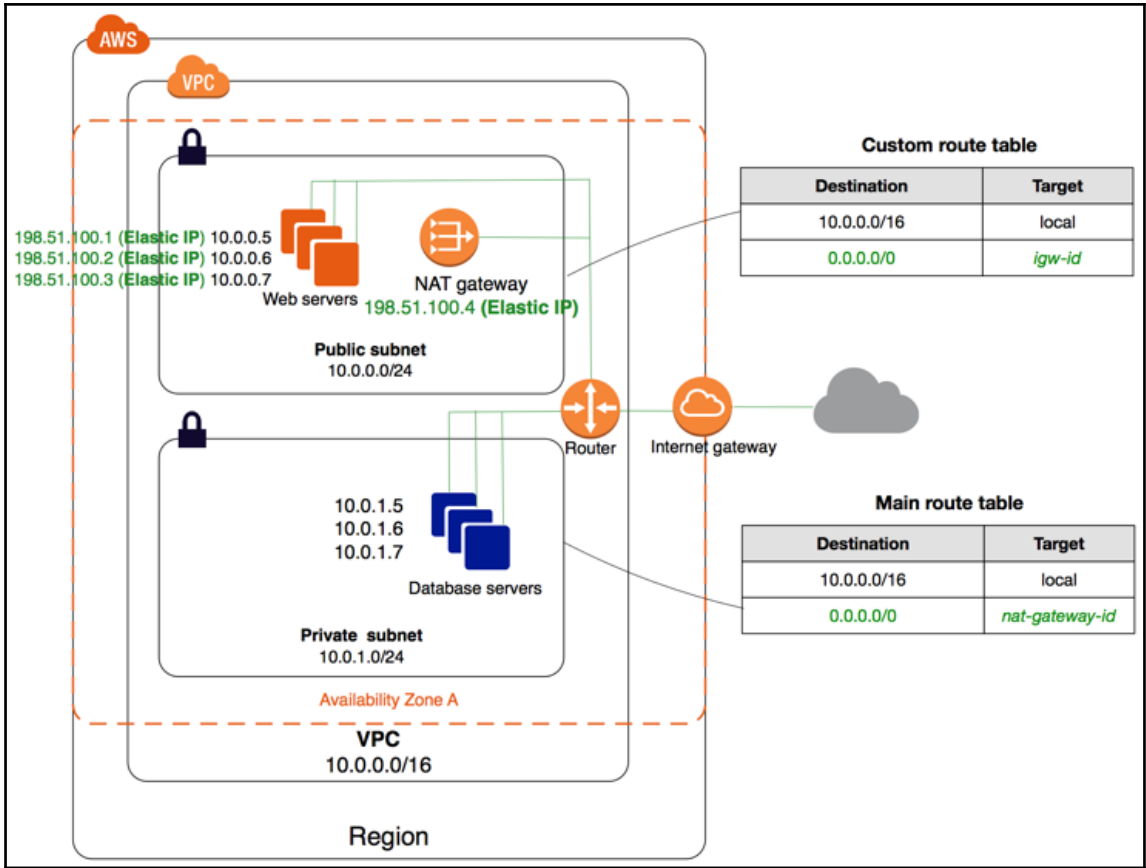 AWS
VPC
198.51.100.1 (Elastic IP) 10.0.0.5
198.51.100.2 (Elastic IP) 10.0.0.6
198.51.100.3 (Elastic IP) 10.0.0.7
Web servers
NAT gateway
198.51.100.4 (Elastic IP)
Public subnet
10.0.0.0/24
Custom route table
Destination Target
10.0.0.0/16 local
0.0.0.0/0 igw-id
Router
Internet gateway
10.0.1.5
10.0.1.6
10.0.1.7
Database servers
Private subnet
10.0.1.0/24
Main route table
Destination Target
10.0.0.0/16 local
0.0.0.0/0 nat-gateway-id
Availability Zone A
VPC
10.0.0.0/16
Region